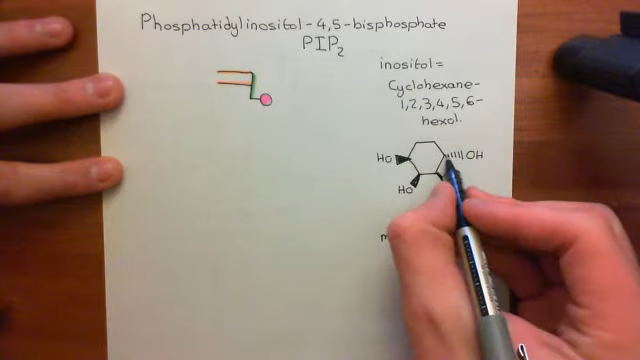 Phosphatidylinositol-4,5-bisphosphate
PIP2
inositol =
Cyclohexane-
1,2,3,4,5,6-
hexol.
HO
OH
HO